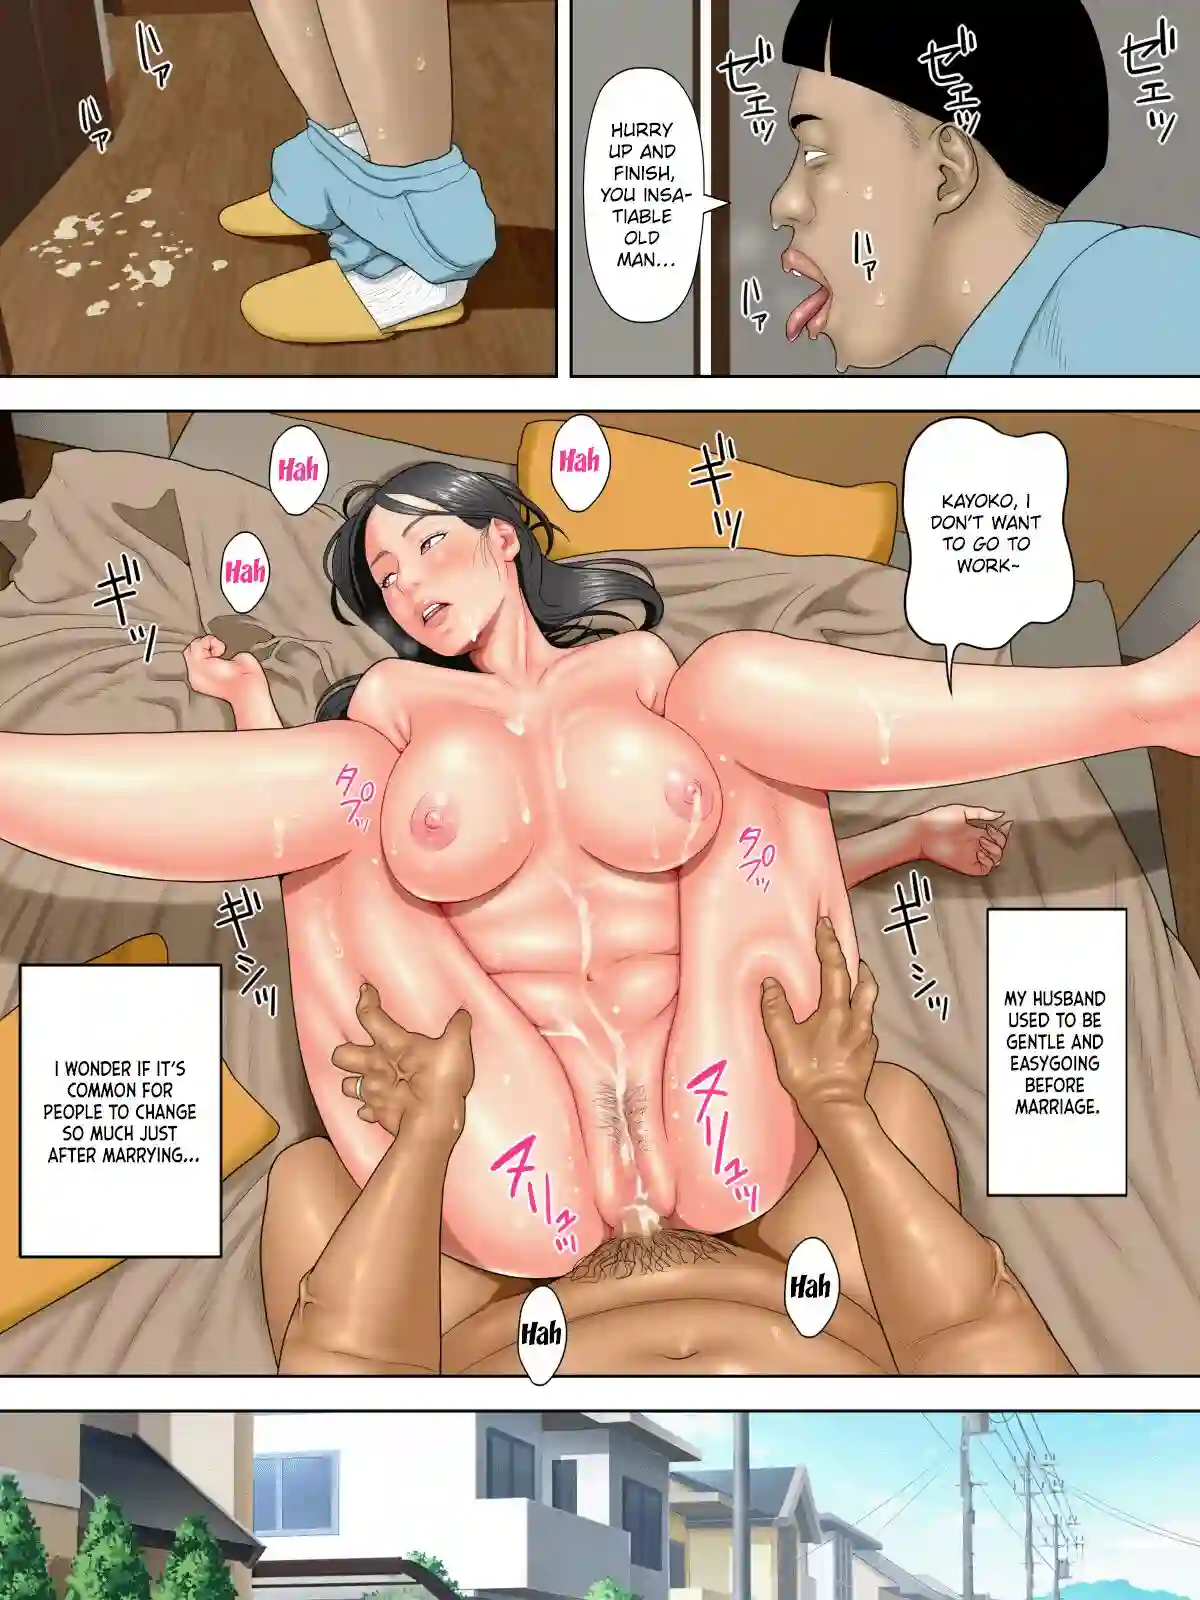 ハァ
ハァ
ゼエッ
ゼエッ
ゼエッ
HURRY
UP AND
FINISH,
YOU INSA-
TIABLE
OLD
MAN...
ハァ
ハァ
Hah
Hah
Hah
ギッ
ギッ
KAYOKO, I
DON'T WANT
TO GO TO
WORK~
タプッ
タプッ
ギシッ
ギシッ
MY HUSBAND
USED TO BE
GENTLE AND
EASYGOING
BEFORE
MARRIAGE.
I WONDER IF IT'S
COMMON FOR
PEOPLE TO CHANGE
SO MUCH JUST
AFTER MARRYING...
ヌリュッ
ヌリュッ
Hah
Hah